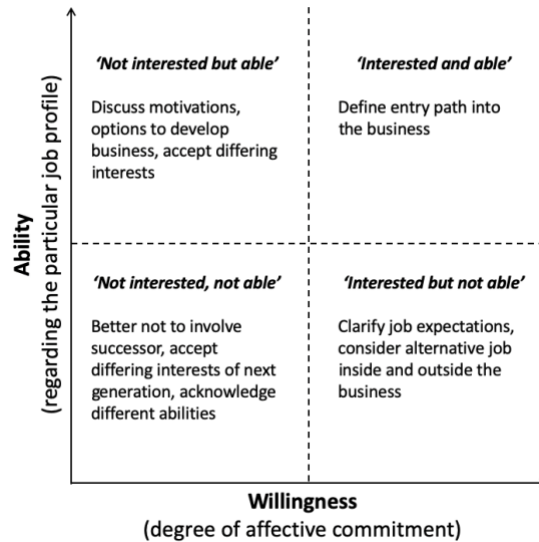 Ability
(regarding the particular job profile)
‘Not interested but able’
Discuss motivations,
options to develop
business, accept differing
interests
‘Interested and able’
Define entry path into
the business
‘Not interested, not able’
Better not to involve
successor, accept
differing interests of next
generation, acknowledge
different abilities
‘Interested but not able’
Clarify job expectations,
consider alternative job
inside and outside the
business
Willingness
(degree of affective commitment)